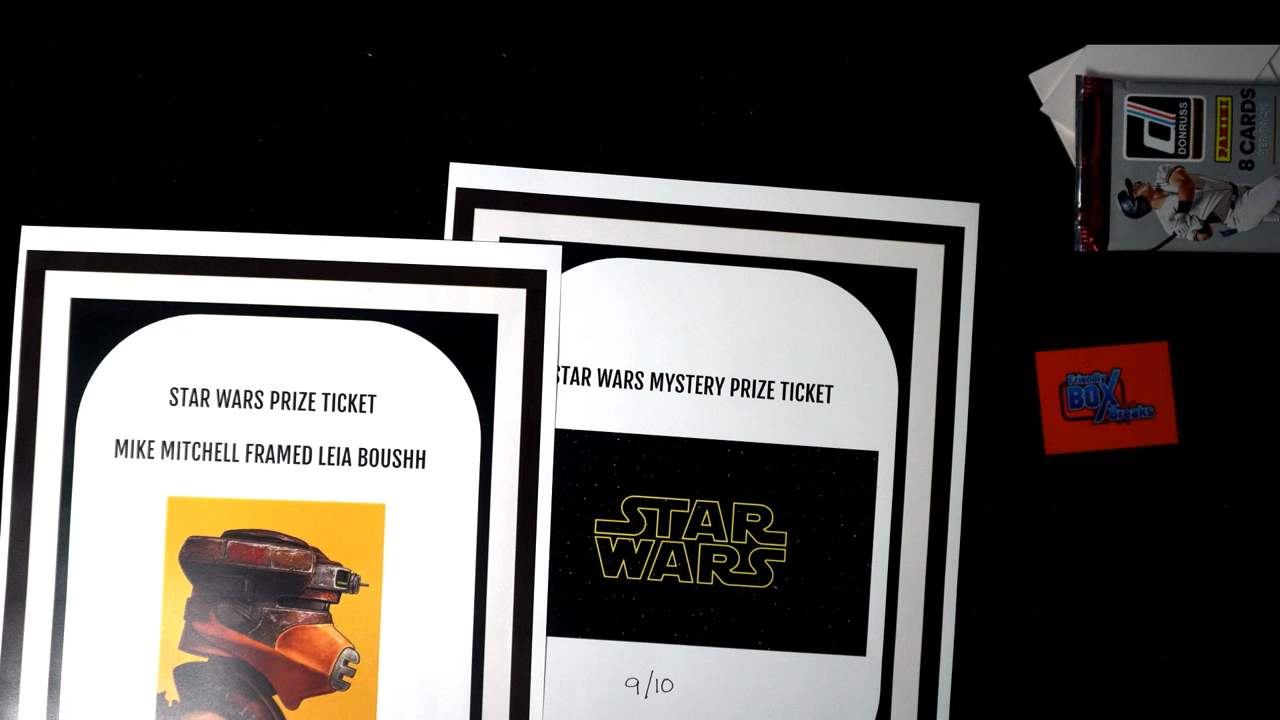 STAR WARS PRIZE TICKET
MIKE MITCHELL FRAMED LEIA BOUSHH
STAR WARS MYSTERY PRIZE TICKET
STAR
WARS
9/10
DONRUSS
PANINI
8 CARDS
Friendly
BOX
Breaks